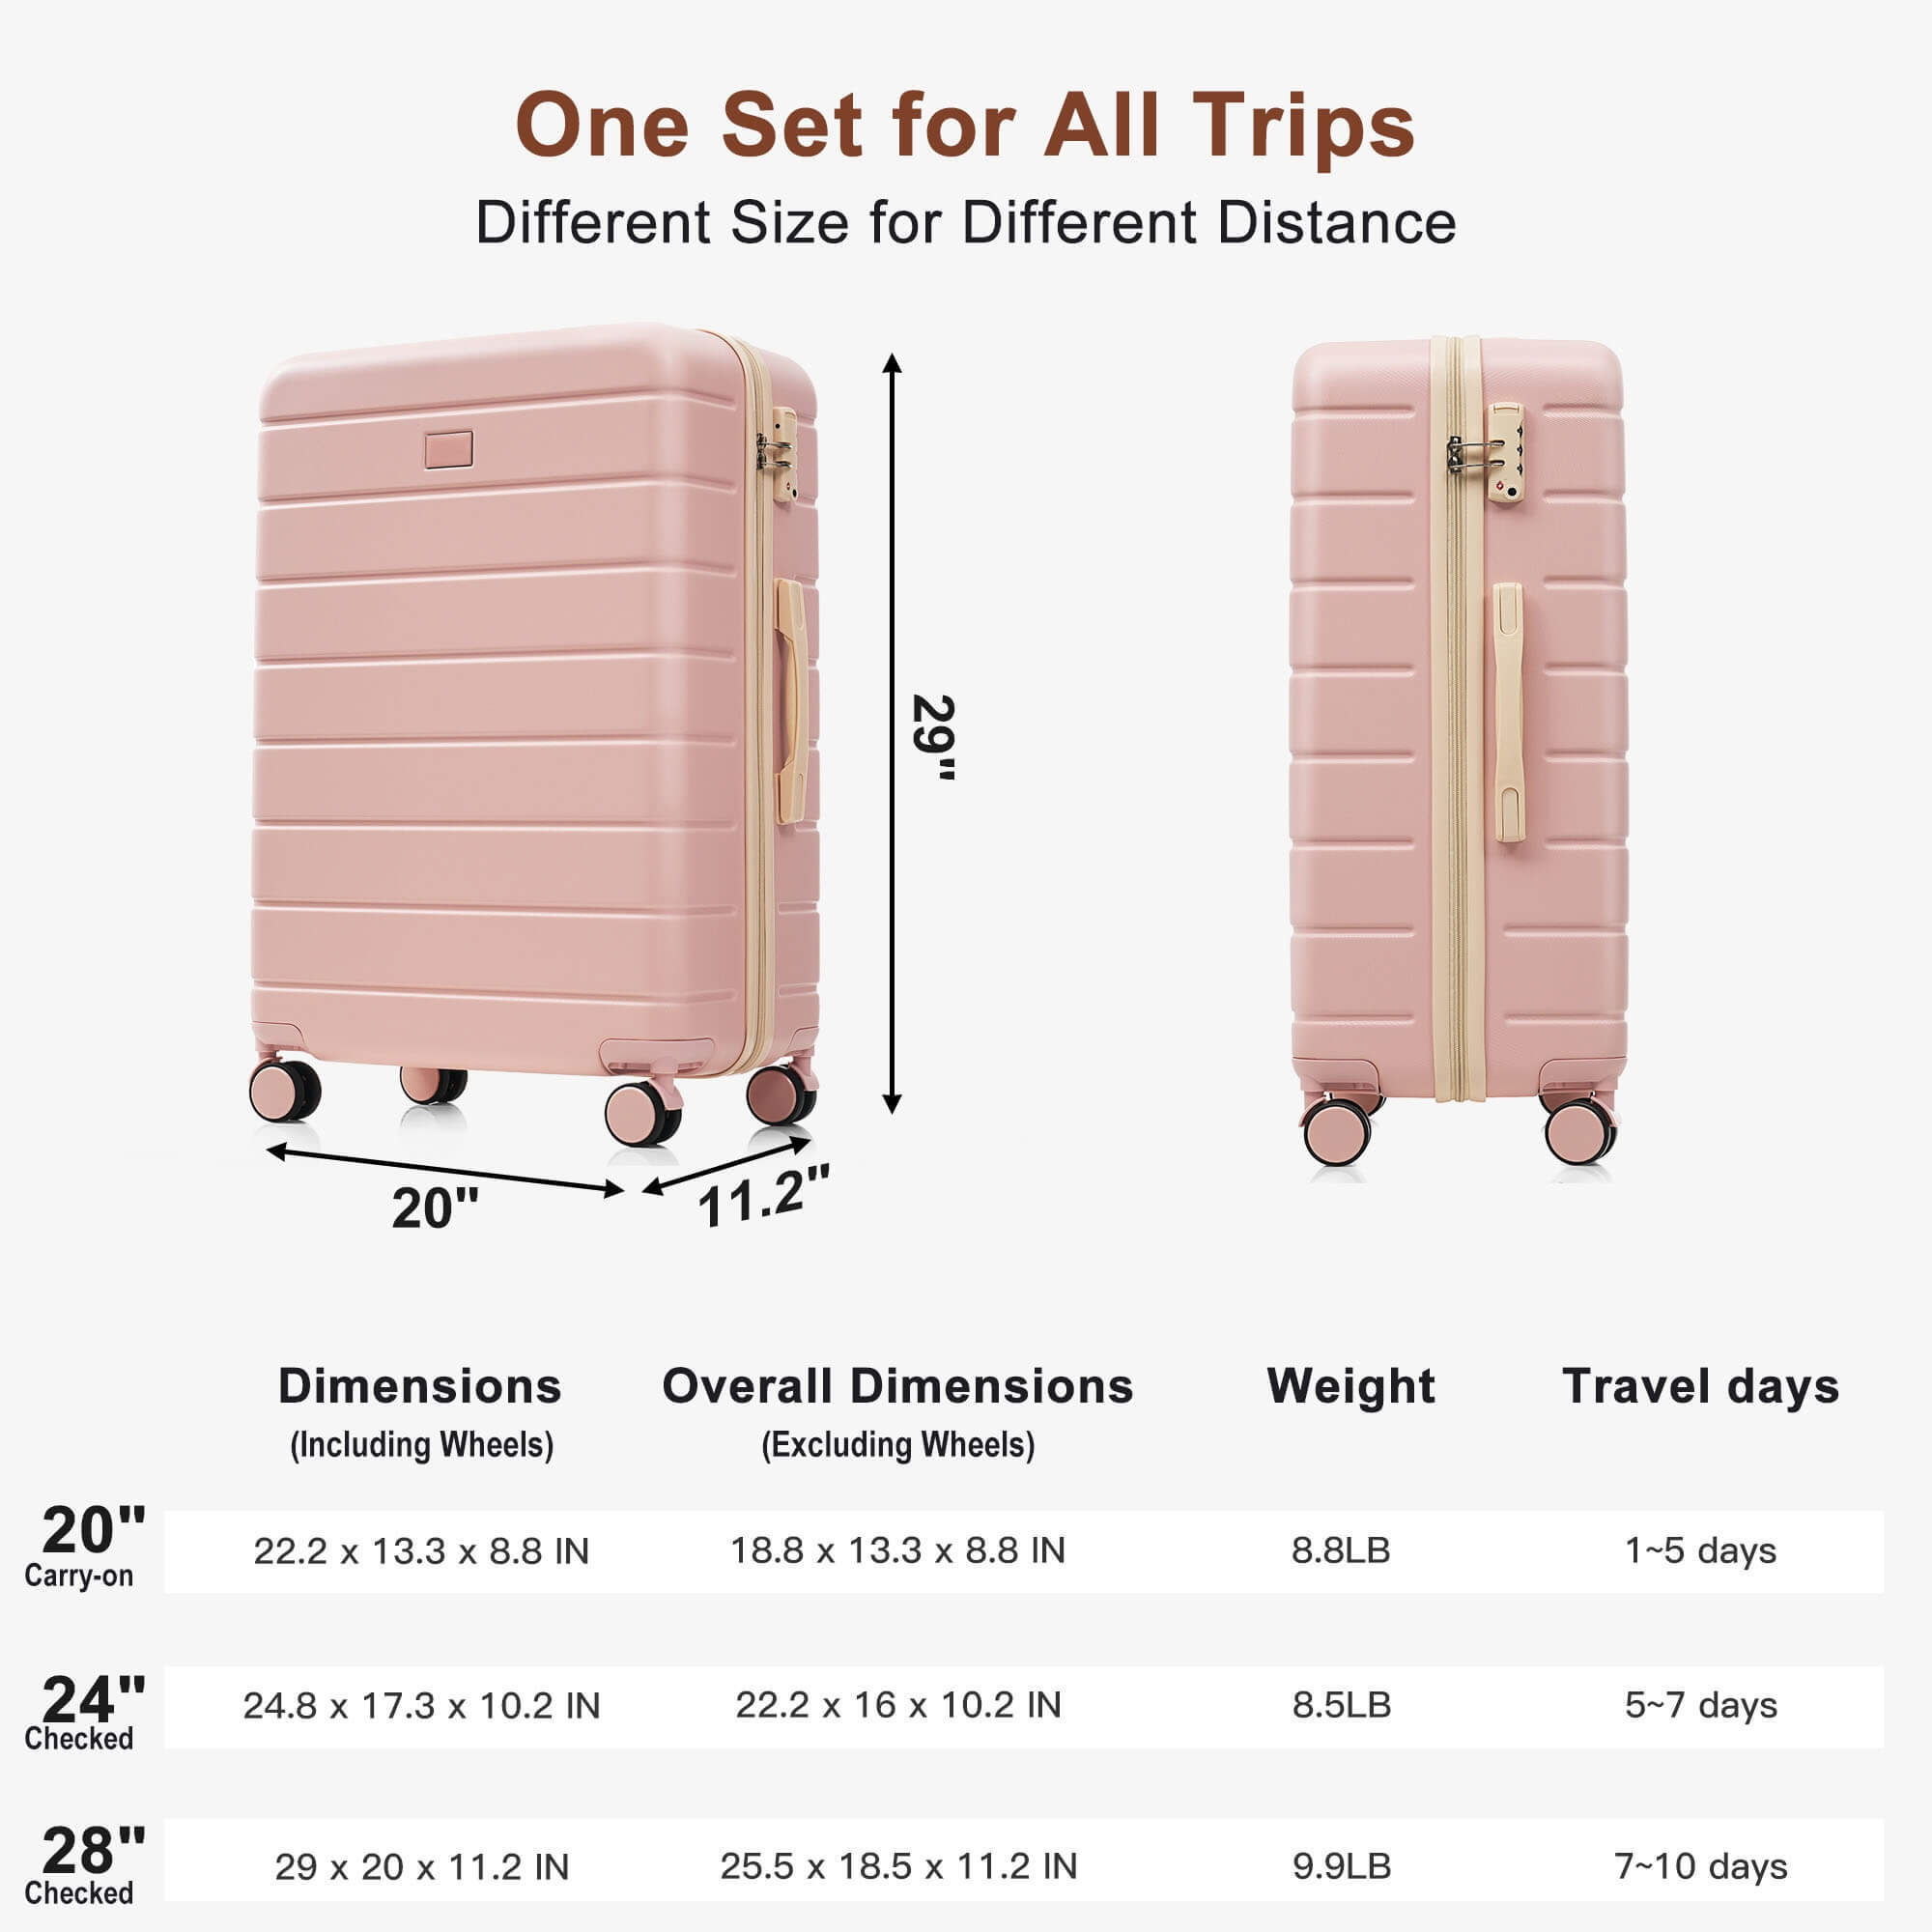 One Set for All Trips
Different Size for Different Distance
29"
20"
11.2"
Dimensions Overall Dimensions Weight Travel days
(Including Wheels) (Excluding Wheels)
20" 22.2 x 13.3 x 8.8 IN 18.8 x 13.3 x 8.8 IN 8.8LB 1~5 days
Carry-on
24" 24.8 x 17.3 x 10.2 IN 22.2 x 16 x 10.2 IN 8.5LB 5~7 days
Checked
28" 29 x 20 x 11.2 IN 25.5 x 18.5 x 11.2 IN 9.9LB 7~10 days
Checked